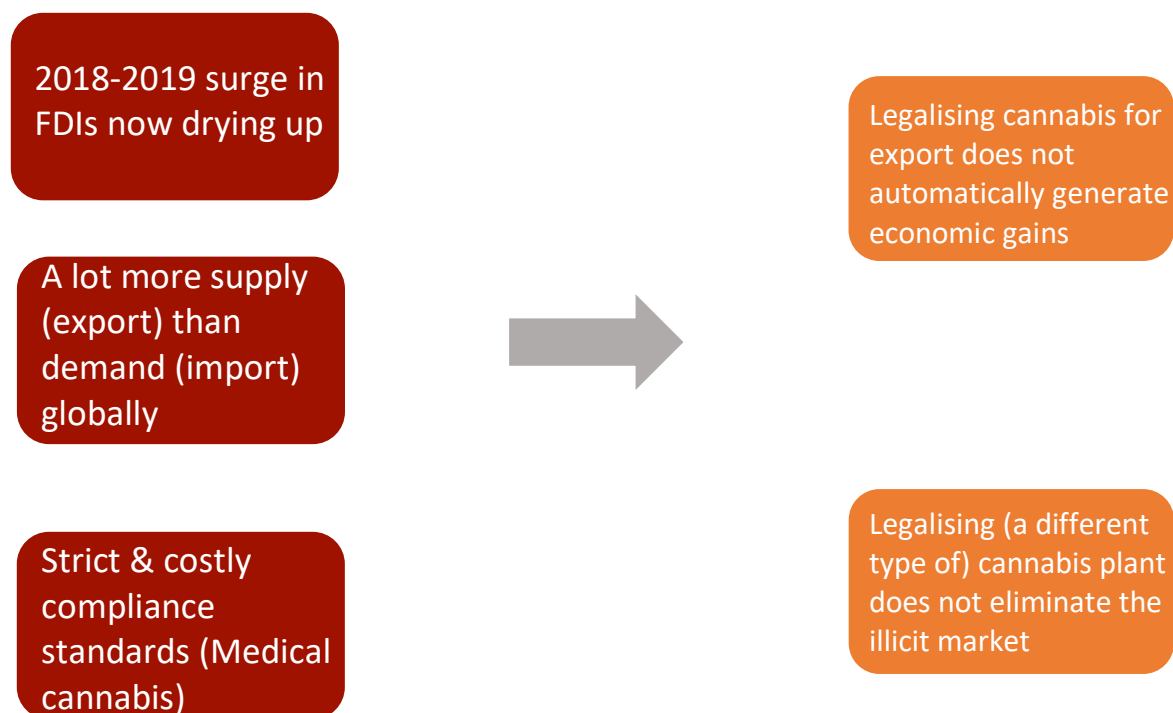 2018-2019 surge in
FDIs now drying up
A lot more supply
(export) than
demand (import)
globally
Strict & costly
compliance
standards (Medical
cannabis)
Legalising cannabis for
export does not
automatically generate
economic gains
Legalising (a different
type of) cannabis plant
does not eliminate the
illicit market